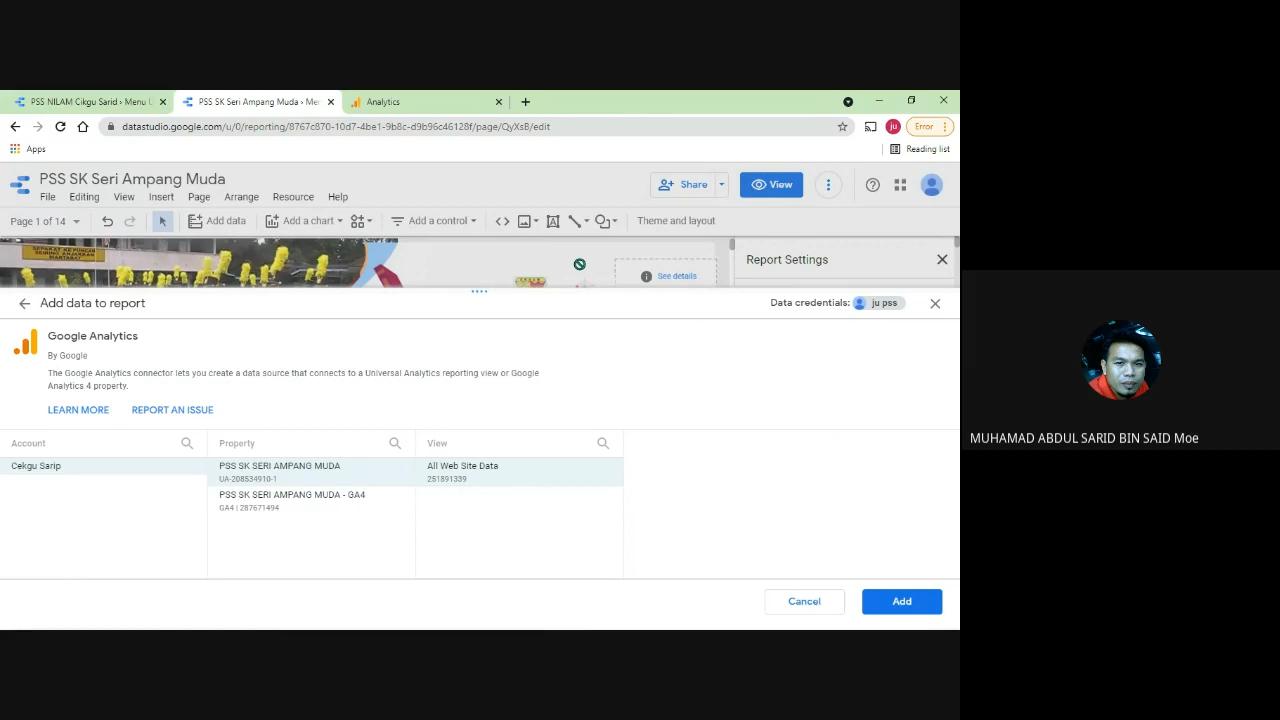 PSS NILAM Cikgu Sarid › Menu U
PSS SK Seri Ampang Muda › Me
Analytics
datastudio.google.com/u/0/reporting/8767c870-10d7-4be1-9b8c-d9b96c46128f/page/QyXsB/edit
ju
Error
Apps
Reading list
PSS SK Seri Ampang Muda
File Editing View Insert Page Arrange Resource Help
Share
View
Page 1 of 14
Add data
Add a chart
Add a control
Theme and layout
See details
Report Settings
Add data to report
Data credentials: ju pss
Google Analytics
By Google
The Google Analytics connector lets you create a data source that connects to a Universal Analytics reporting view or Google
Analytics 4 property.
LEARN MORE REPORT AN ISSUE
Account Property View
Cekgu Sarip PSS SK SERI AMPANG MUDA All Web Site Data
UA-208534910-1 251891339
PSS SK SERI AMPANG MUDA - GA4
GA4 | 287671494
Cancel Add
MUHAMAD ABDUL SARID BIN SAID Moe